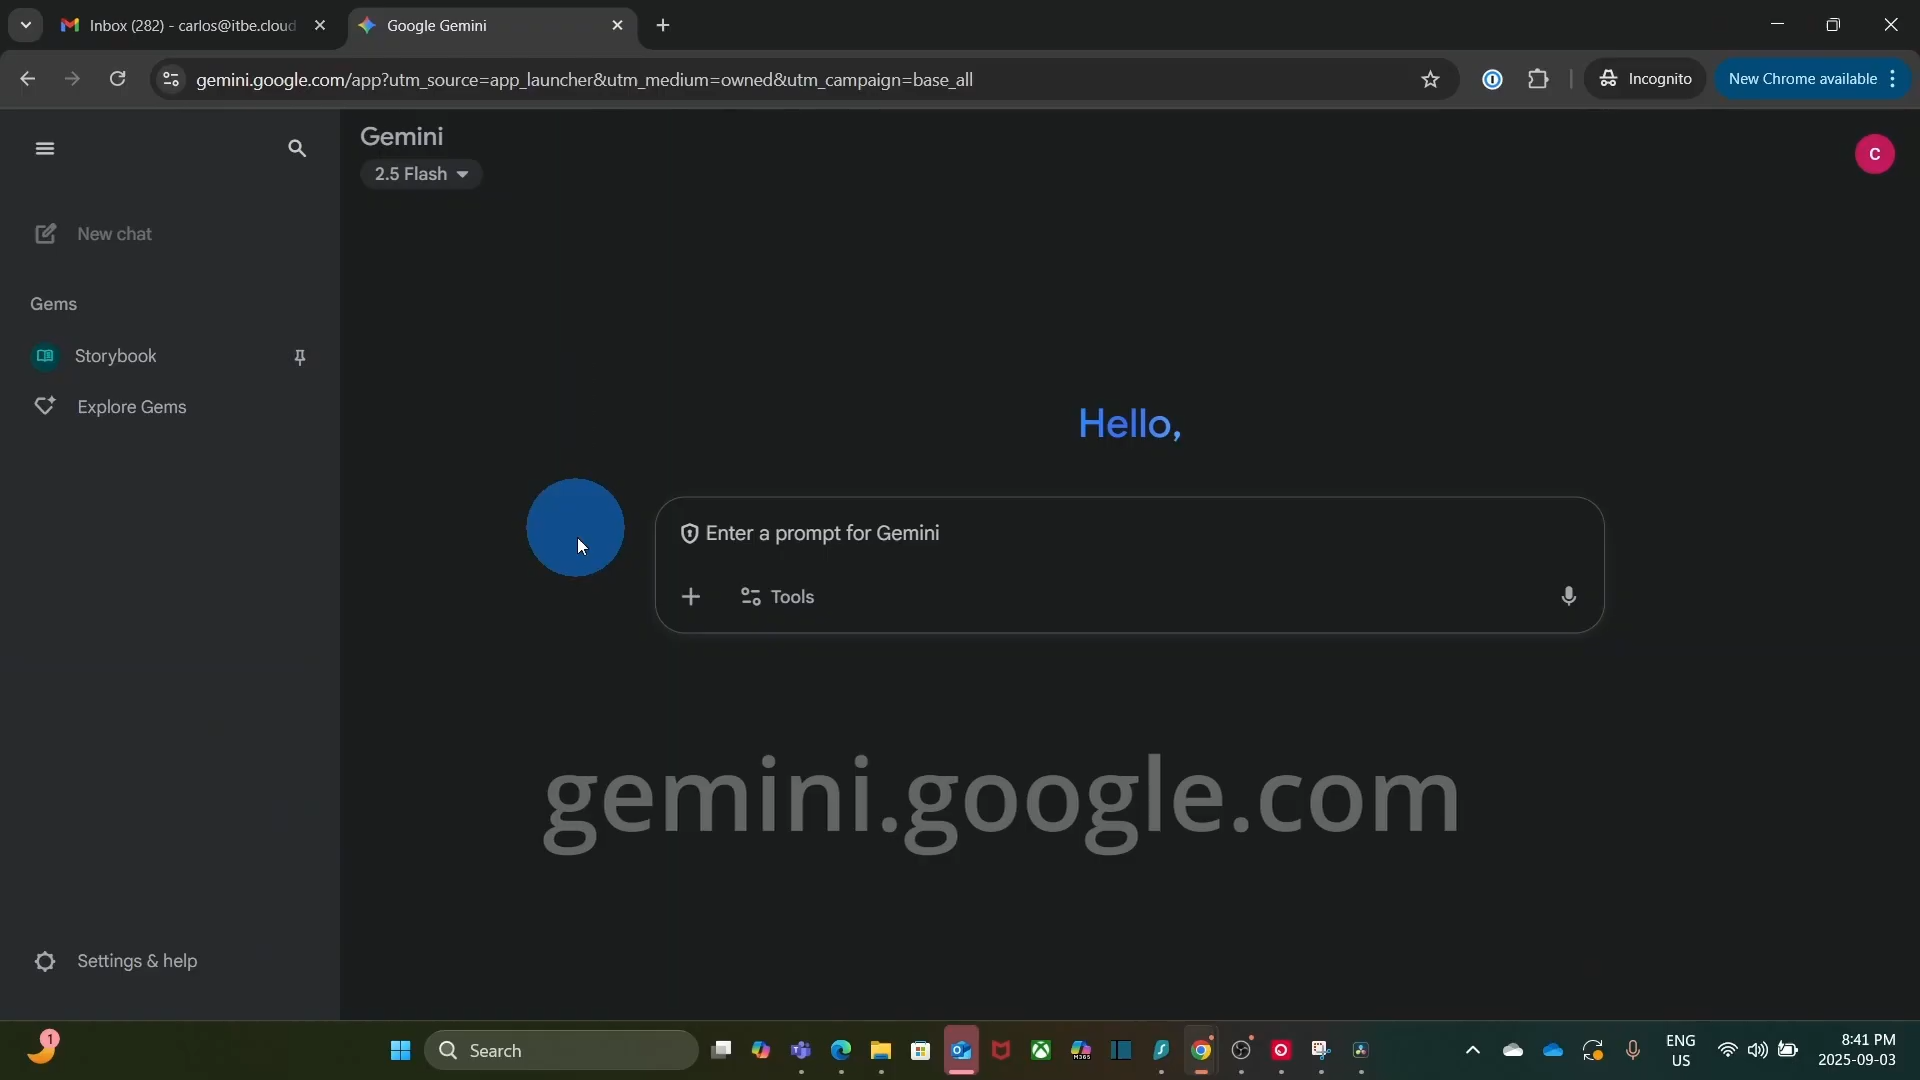 Inbox (282) - carlos@itbe.cloud
Google Gemini
gemini.google.com/app?utm_source=app_launcher&utm_medium=owned&utm_campaign=base_all
Incognito
New Chrome available
Gemini
2.5 Flash
C
New chat
Gems
Storybook
Explore Gems
Hello,
Enter a prompt for Gemini
Tools
gemini.google.com
Settings & help
1
Search
M365
ENG
US
8:41 PM
2025-09-03